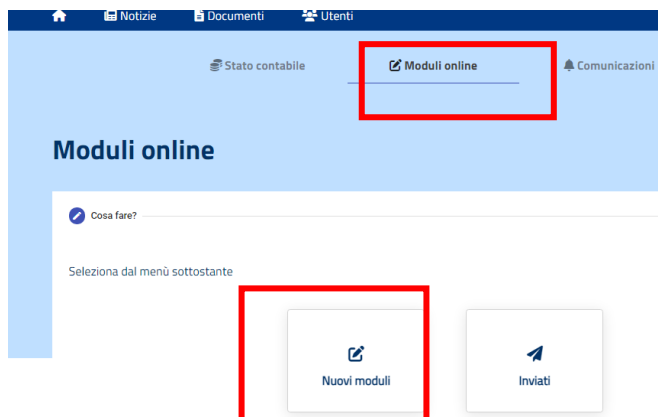 Notizie Documenti Utenti
Stato contabile Moduli online Comunicazioni
Moduli online
Cosa fare?
Seleziona dal menù sottostante
Nuovi moduli Inviati